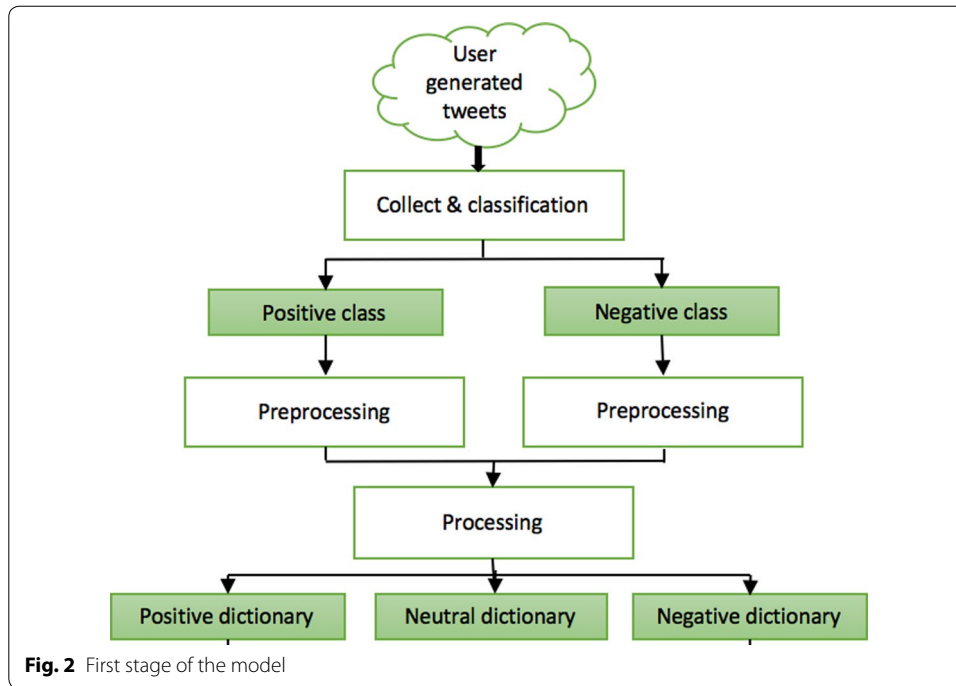 User
generated
tweets
Collect & classification
Positive class
Negative class
Preprocessing
Preprocessing
Processing
Positive dictionary
Neutral dictionary
Negative dictionary
Fig. 2 First stage of the model